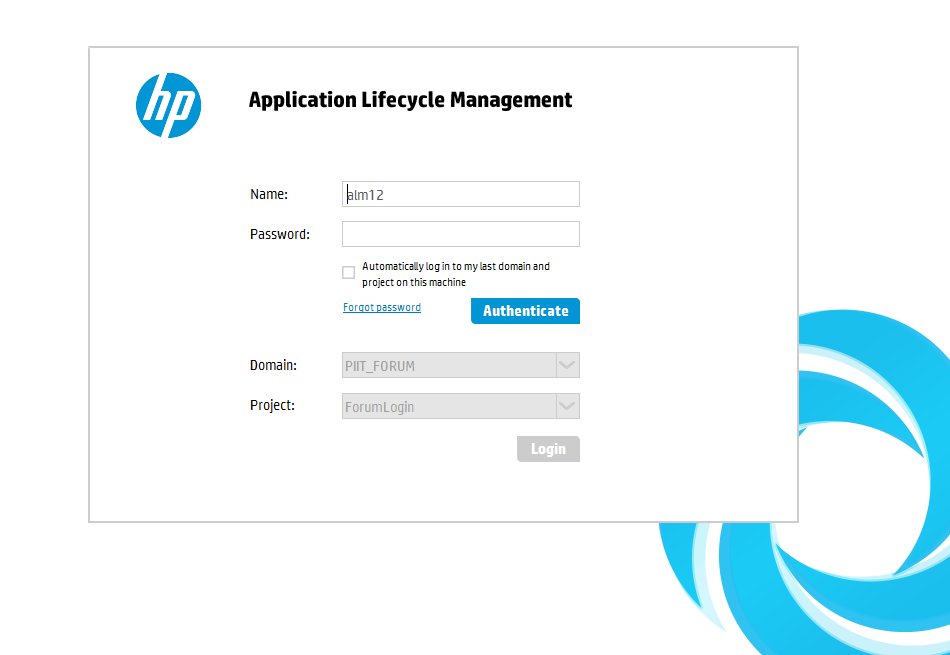 hp
Application Lifecycle Management
Name:
alm12
Password:
Automatically log in to my last domain and
project on this machine
Forgot password
Authenticate
Domain:
PIIT_FORUM
Project:
ForumLogin
Login